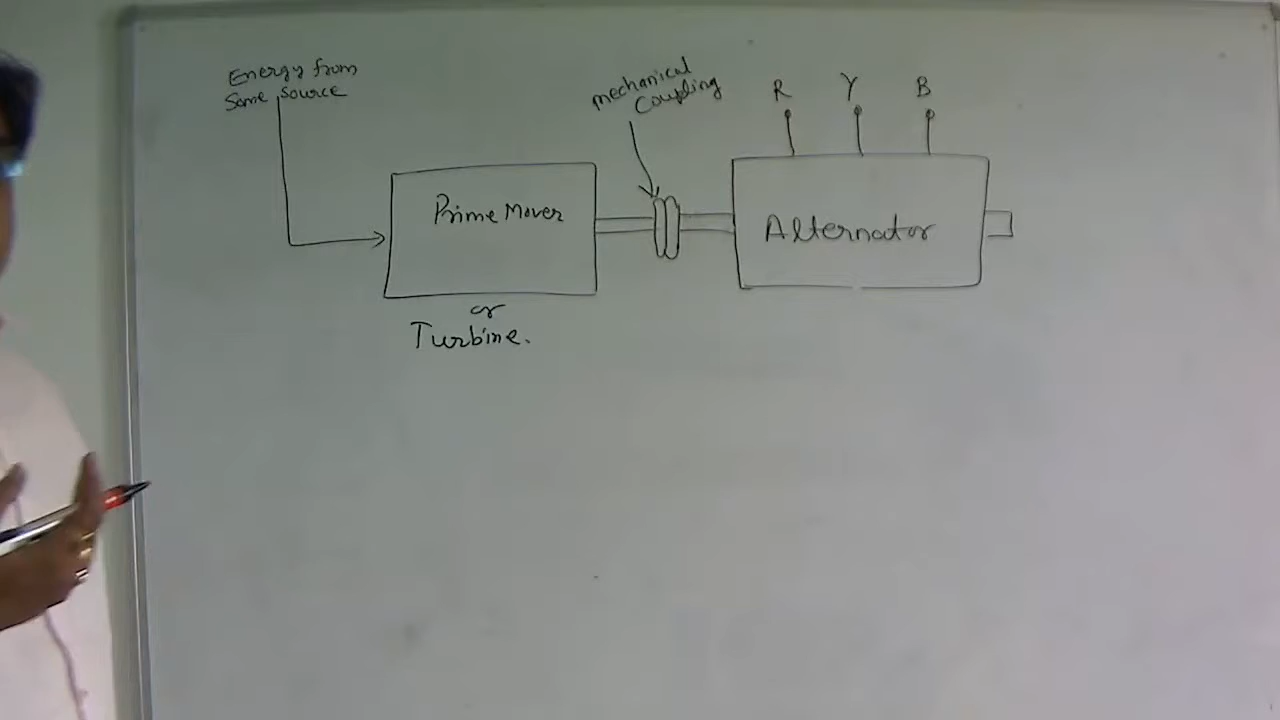 Energy from
Some source
mechanical
Coupling
R Y B
Prime Mover
Alternator
or
Turbine.